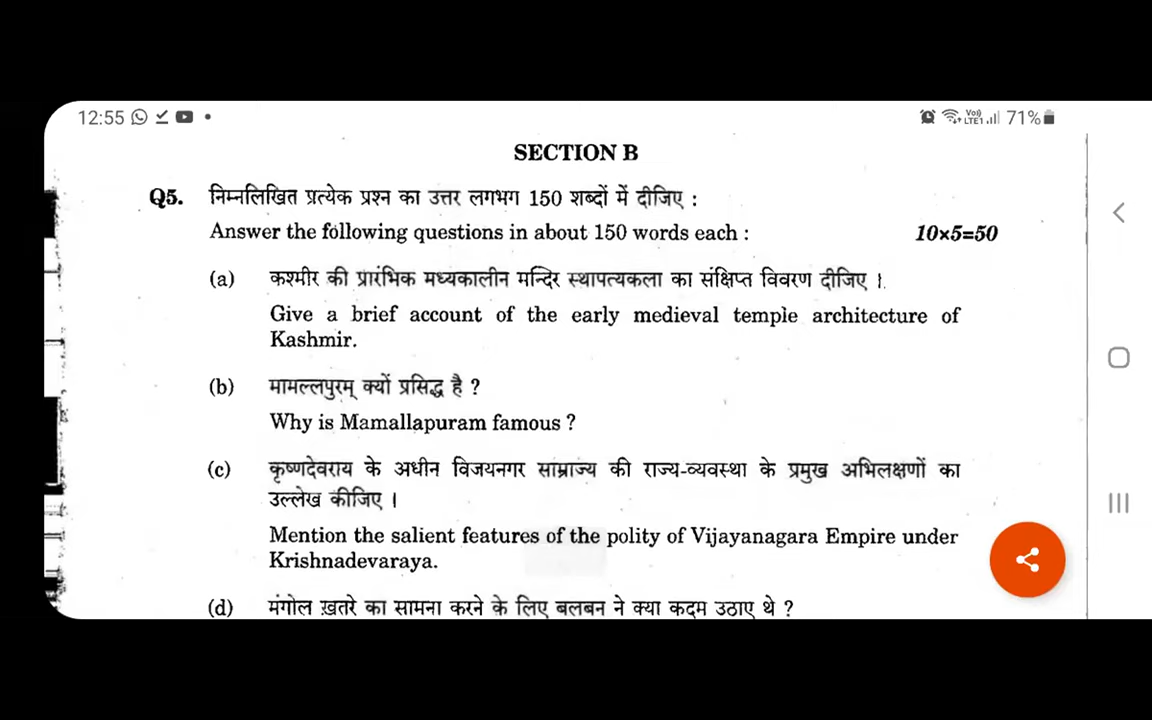 12:55
71%
SECTION B
Q5. निम्नलिखित प्रत्येक प्रश्न का उत्तर लगभग 150 शब्दों में दीजिए :
Answer the following questions in about 150 words each : 10×5=50
(a) कश्मीर की प्रारंभिक मध्यकालीन मन्दिर स्थापत्यकला का संक्षिप्त विवरण दीजिए ।
Give a brief account of the early medieval temple architecture of
Kashmir.
(b) मामल्लपुरम् क्यों प्रसिद्ध है ?
Why is Mamallapuram famous ?
(c) कृष्णदेवराय के अधीन विजयनगर साम्राज्य की राज्य-व्यवस्था के प्रमुख अभिलक्षणों का
उल्लेख कीजिए ।
Mention the salient features of the polity of Vijayanagara Empire under
Krishnadevaraya.
(d) मंगोल ख़तरे का सामना करने के लिए बलबन ने क्या कदम उठाए थे ?